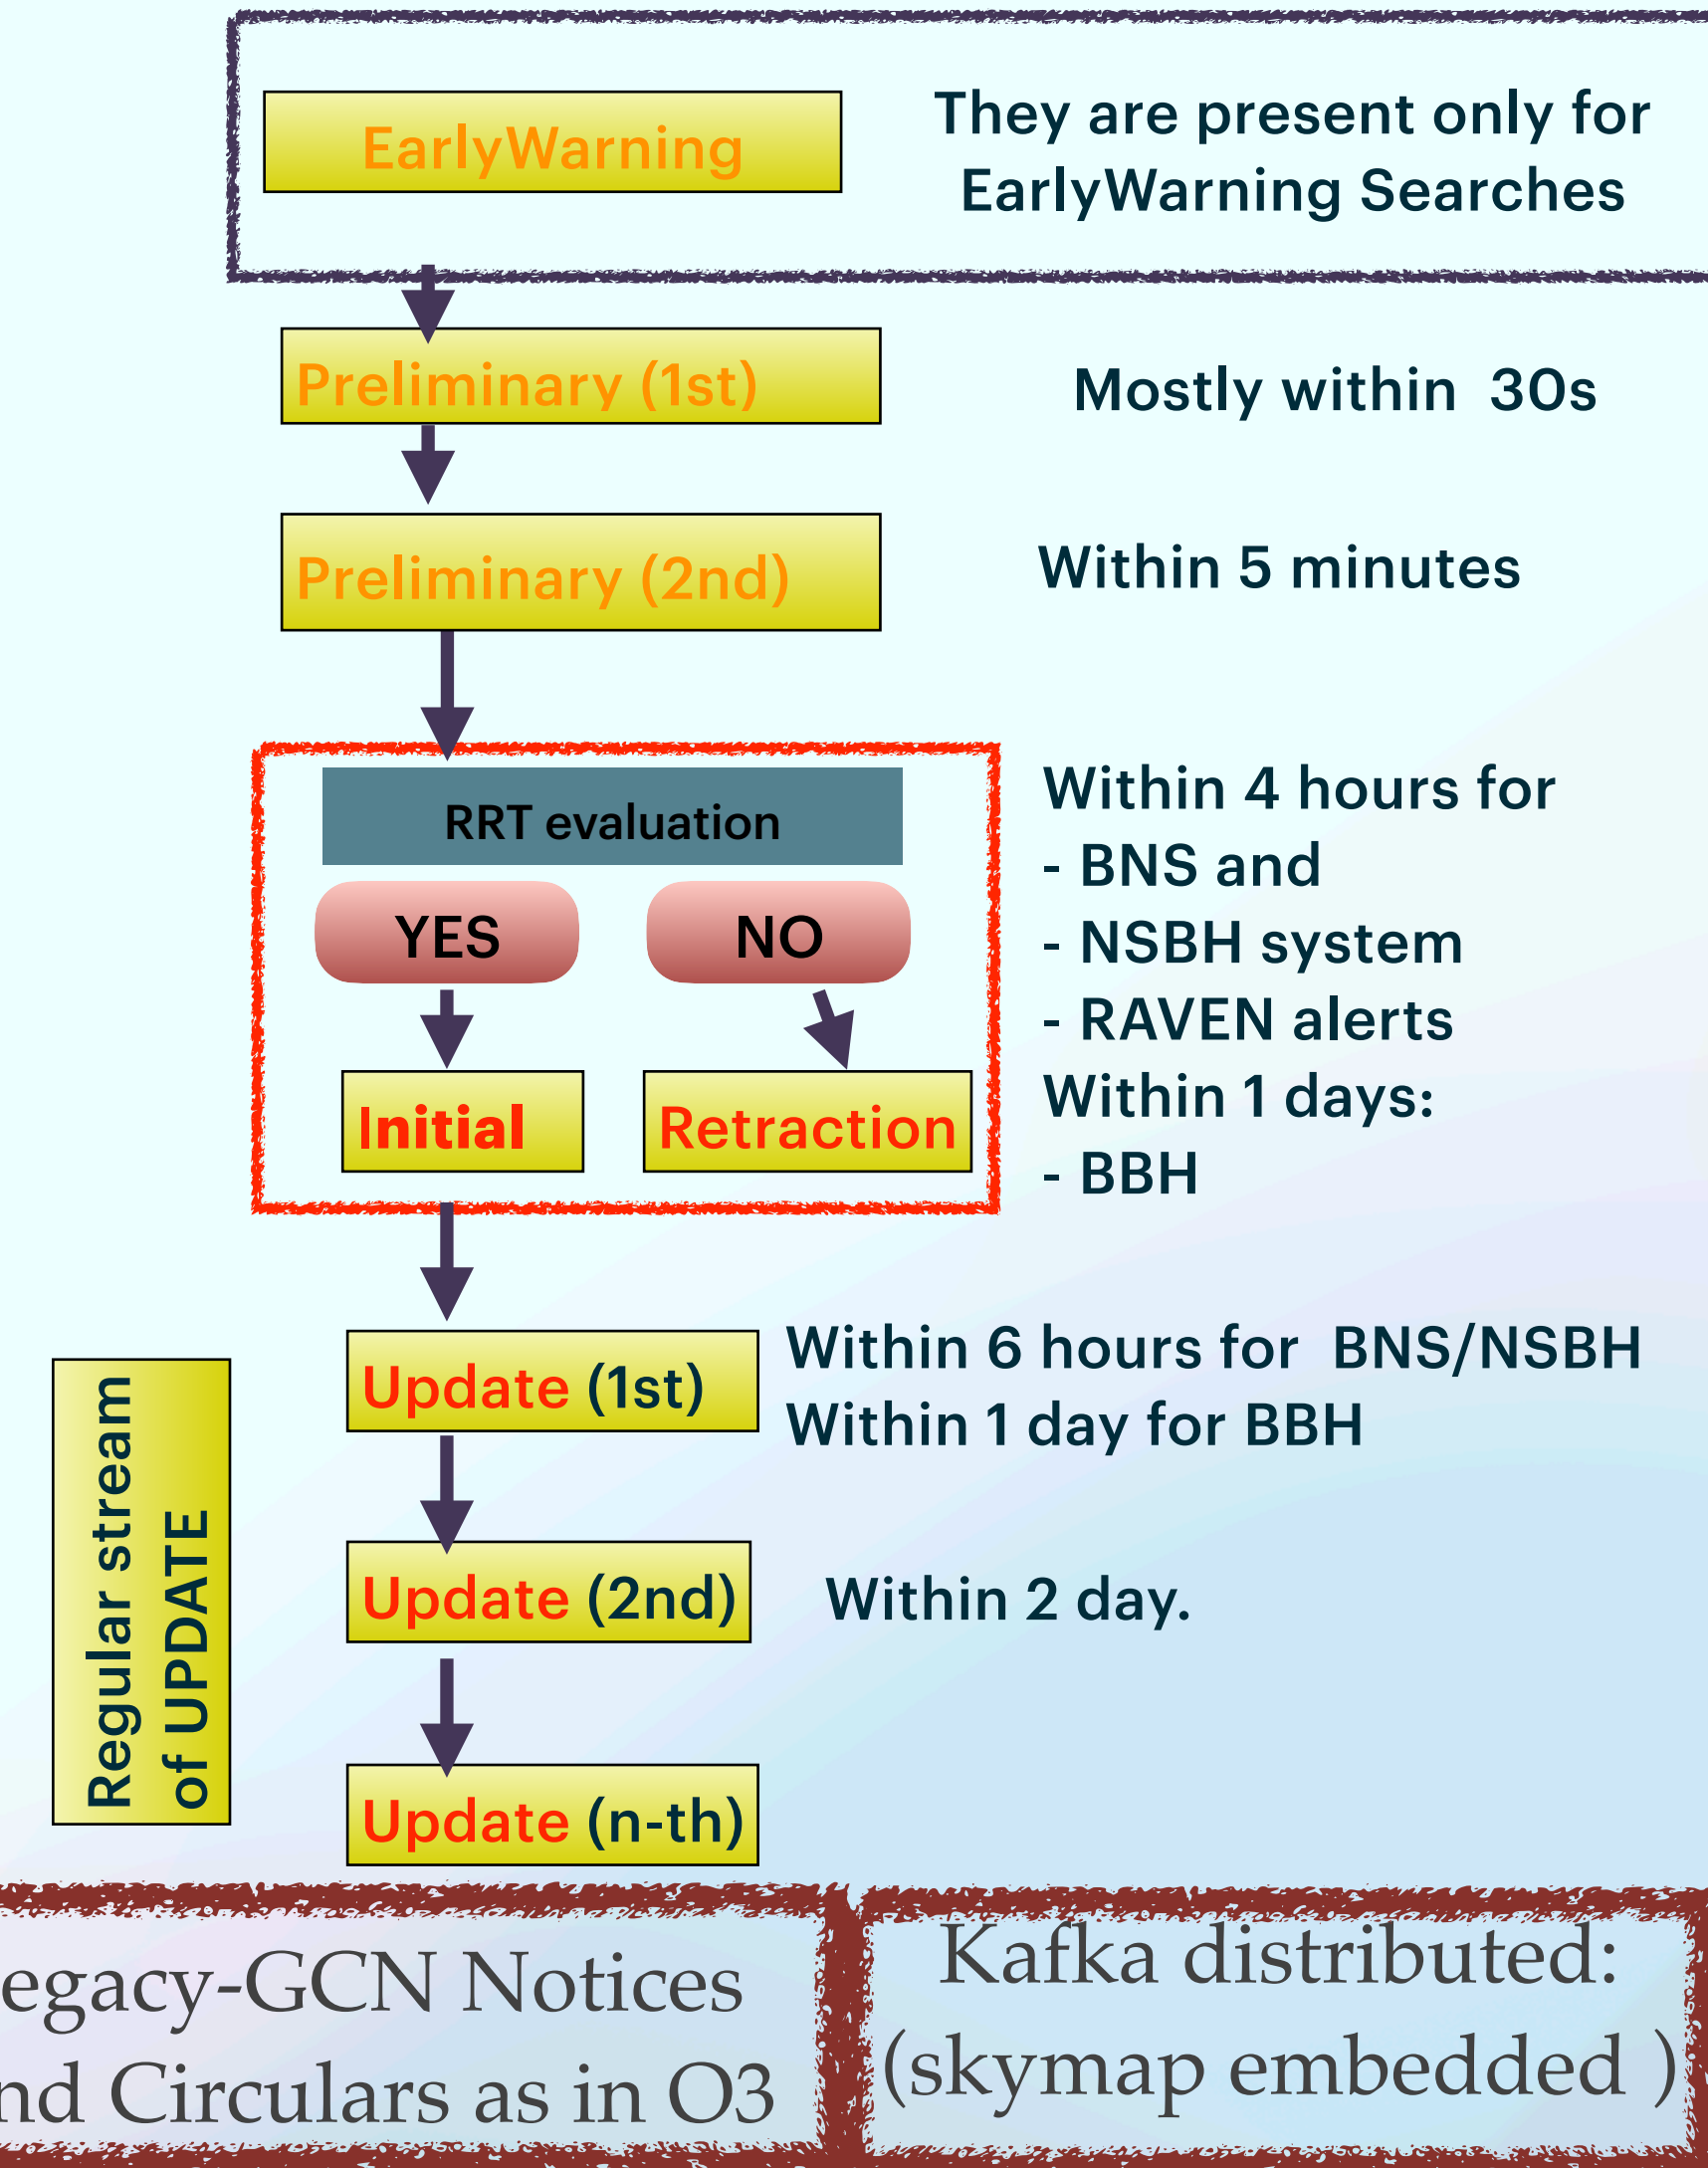 EarlyWarning
They are present only for
EarlyWarning Searches
Preliminary (1st)
Mostly within 30s
Preliminary (2nd)
Within 5 minutes
RRT evaluation
YES
NO
Initial
Retraction
Within 4 hours for
- BNS and
- NSBH system
- RAVEN alerts
Within 1 days:
- BBH
Regular stream
of UPDATE
Update (1st)
Within 6 hours for BNS/NSBH
Within 1 day for BBH
Update (2nd)
Within 2 day.
Update (n-th)
egacy-GCN Notices
nd Circulars as in O3
Kafka distributed:
(skymap embedded )